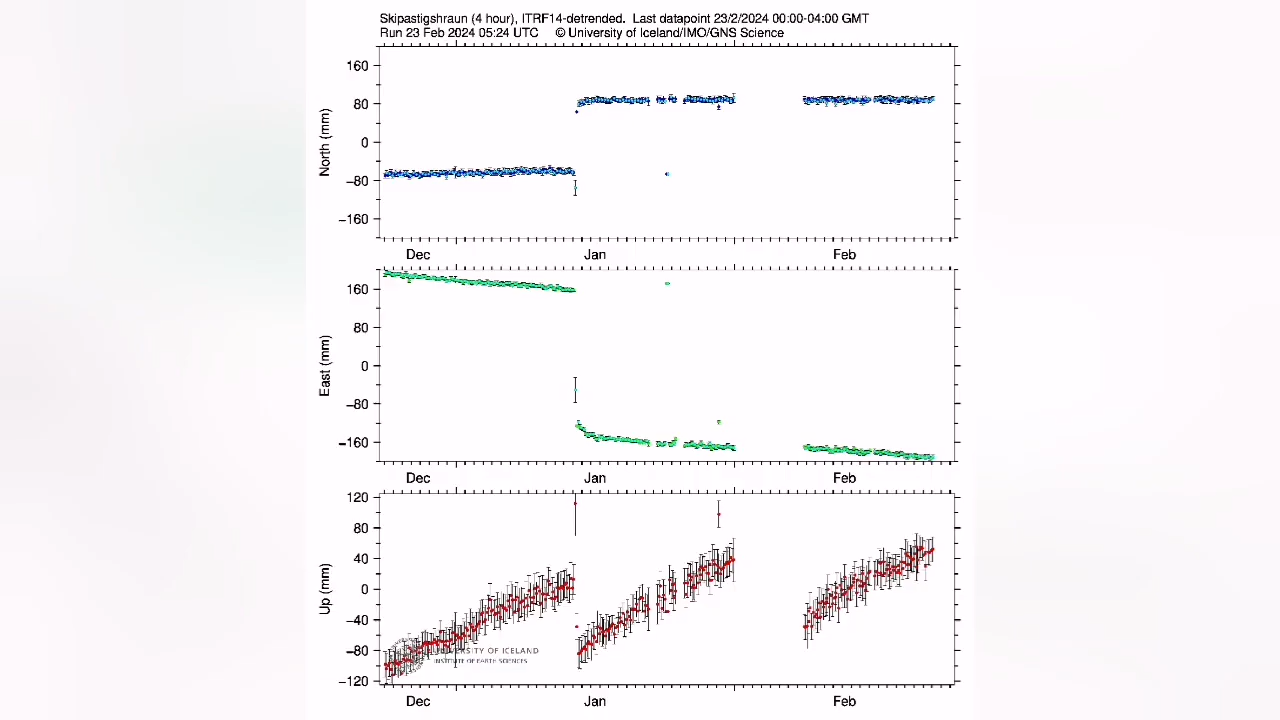 Skipastigshraun (4 hour), ITRF14-detrended. Last datapoint 23/2/2024 00:00-04:00 GMT
Run 23 Feb 2024 05:24 UTC © University of Iceland/IMO/GNS Science
North (mm)
160
80
0
−80
−160
Dec Jan Feb
East (mm)
160
80
0
−80
−160
Dec Jan Feb
Up (mm)
120
80
40
0
−40
−80
−120
UNIVERSITY OF ICELAND
INSTITUTE OF EARTH SCIENCES
Dec Jan Feb